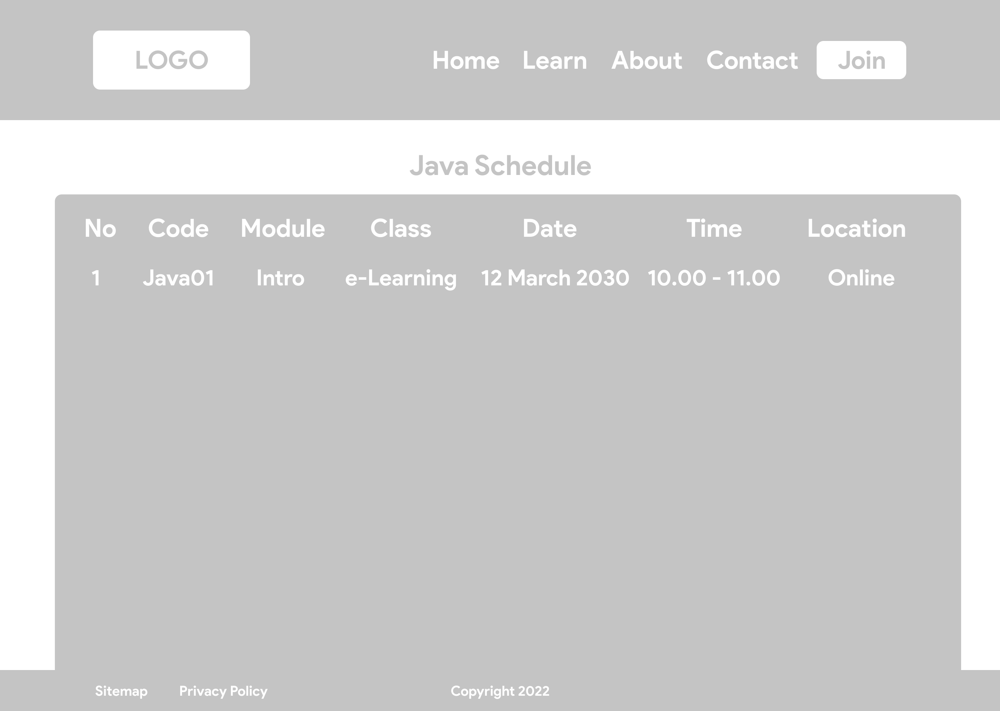 LOGO Home Learn About Contact Join
Java Schedule
No Code Module Class Date Time Location
1 Java01 Intro e-Learning 12 March 2030 10.00 - 11.00 Online
Sitemap Privacy Policy Copyright 2022